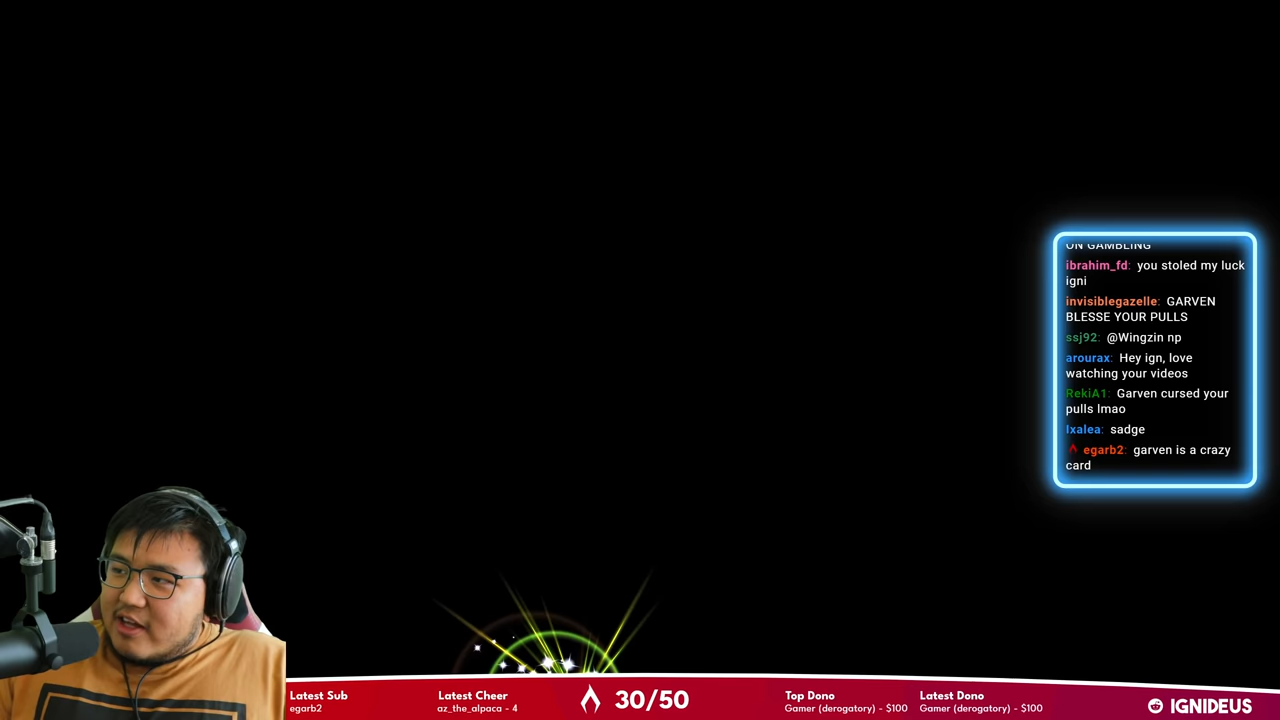 ON GAMBLING
ibrahim_fd: you stoled my luck
igni
invisiblegazelle: GARVEN
BLESSE YOUR PULLS
ssj92: @Wingzin np
arourax: Hey ign, love
watching your videos
RekiA1: Garven cursed your
pulls lmao
Ixalea: sadge
egarb2: garven is a crazy
card
Latest Sub
egarb2
Latest Cheer
az_the_alpaca - 4
30/50
Top Dono
Gamer (derogatory) - $100
Latest Dono
Gamer (derogatory) - $100
IGNIDEUS